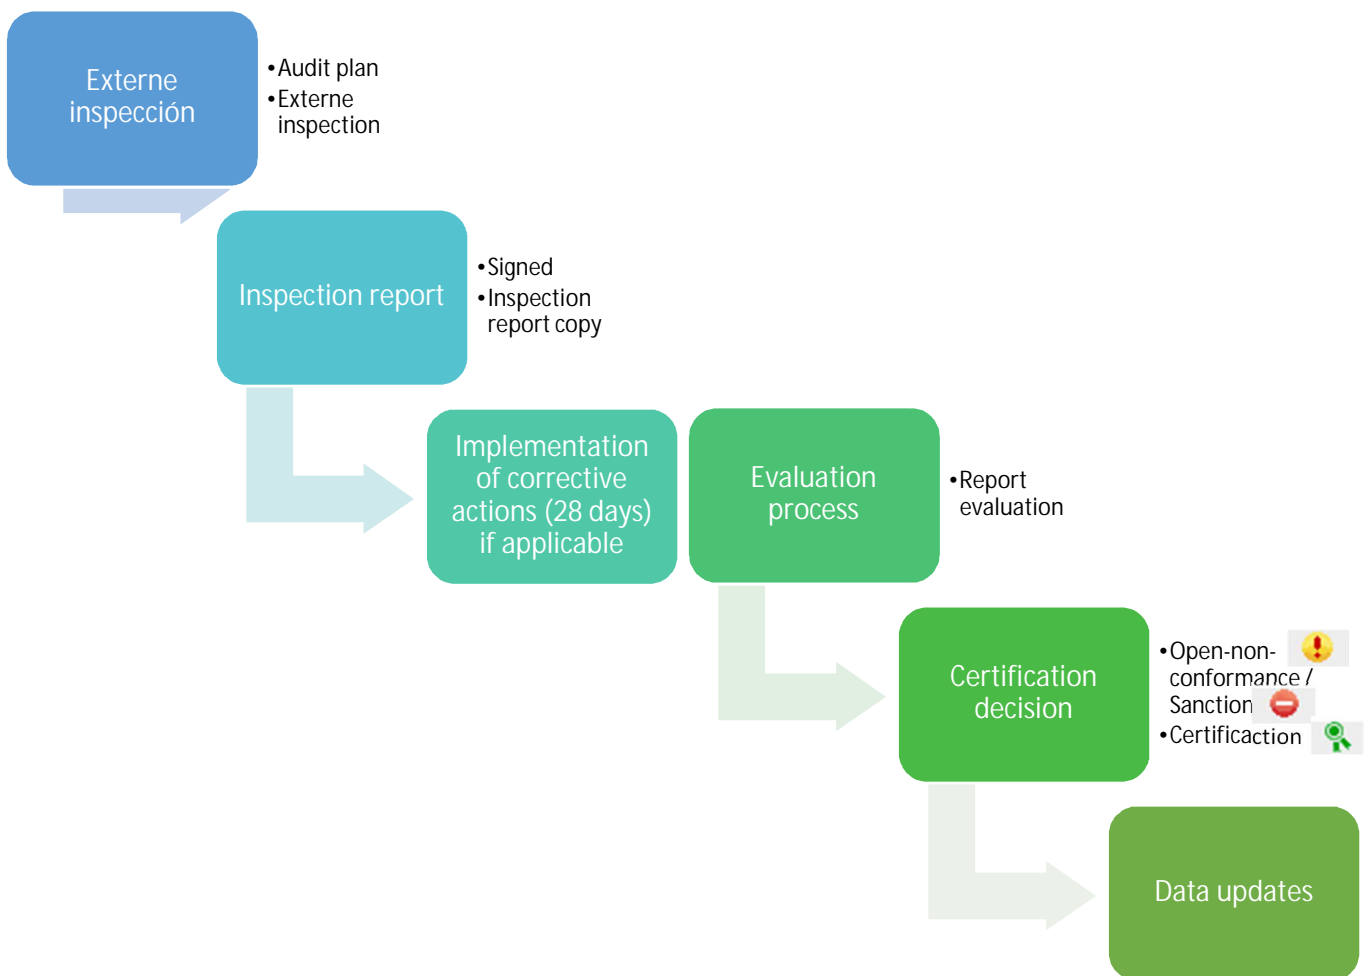 Externe
inspección
•Audit plan
•Externe
inspection
Inspection report
•Signed
•Inspection
report copy
Implementation
of corrective
actions (28 days)
if applicable
Evaluation
process
•Report
evaluation
Certification
decision
•Open-non-
conformance /
Sanction
•Certificaction
Data updates